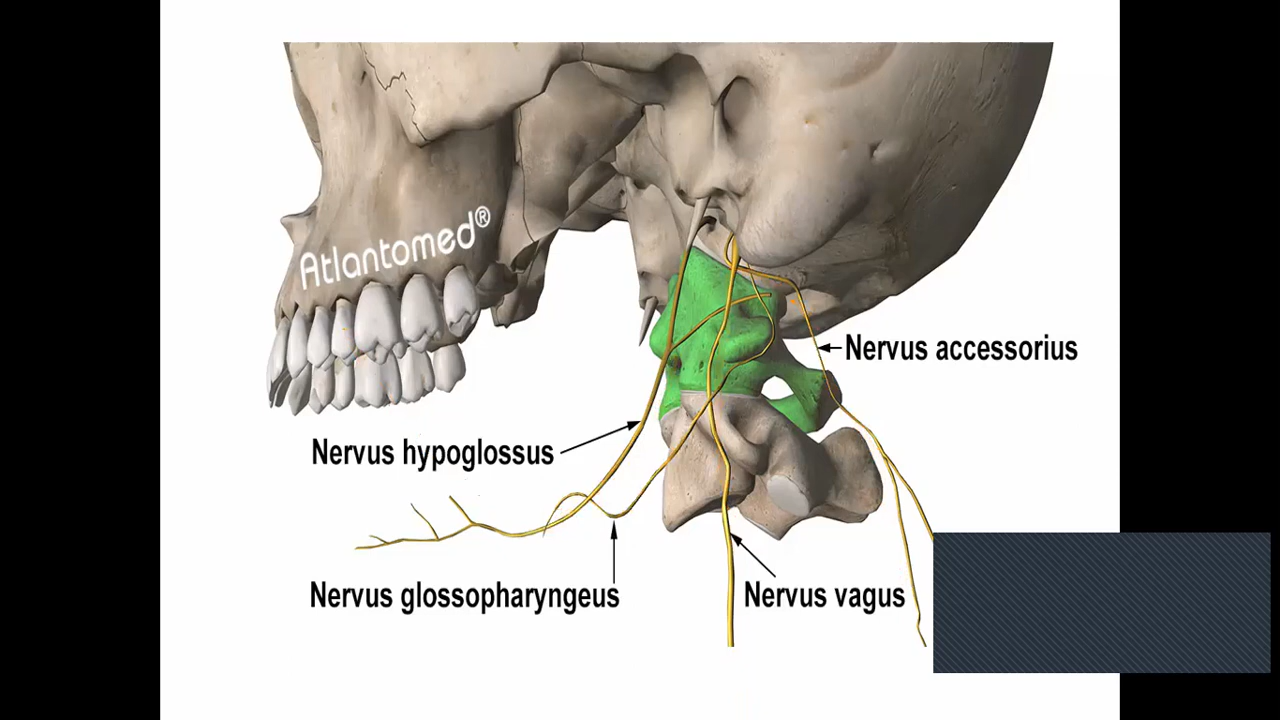 Atlantomed®
Nervus accessorius
Nervus hypoglossus
Nervus glossopharyngeus
Nervus vagus